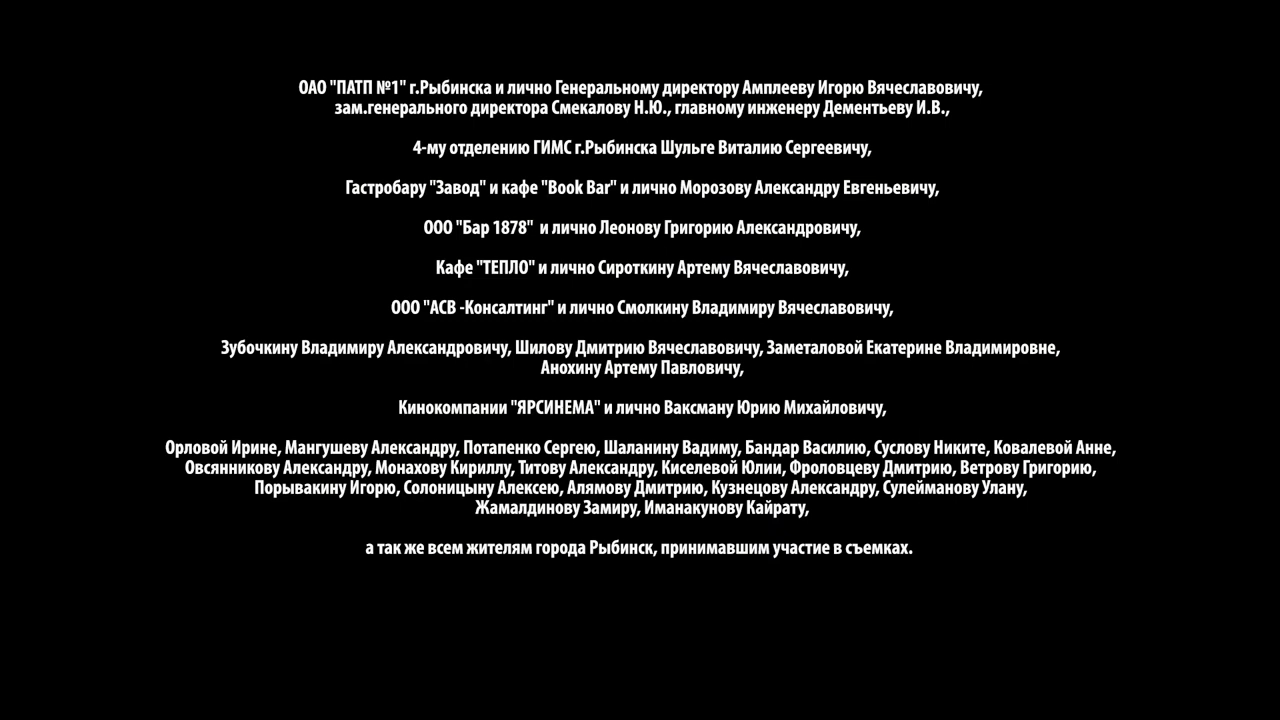 ОАО "ПАТП №1" г.Рыбинска и лично Генеральному директору Амплееву Игорю Вячеславовичу,
зам.генерального директора Смекалову Н.Ю., главному инженеру Дементьеву И.В.,
4-му отделению ГИМС г.Рыбинска Шульге Виталию Сергеевичу,
Гастробару "Завод" и кафе "Book Bar" и лично Морозову Александру Евгеньевичу,
ООО "Бар 1878"  и лично Леонову Григорию Александровичу,
Кафе "ТЕПЛО" и лично Сироткину Артему Вячеславовичу,
ООО "АСВ -Консалтинг" и лично Смолкину Владимиру Вячеславовичу,
Зубочкину Владимиру Александровичу, Шилову Дмитрию Вячеславовичу, Заметаловой Екатерине Владимировне,
Анохину Артему Павловичу,
Кинокомпании "ЯРСИНЕМА" и лично Ваксману Юрию Михайловичу,
Орловой Ирине, Мангушеву Александру, Потапенко Сергею, Шапанину Вадиму, Бандар Василию, Суслову Никите, Ковалевой Анне,
Овсянникову Александру, Монахову Кириллу, Титову Александру, Киселевой Юлии, Фроловцеву Дмитрию, Ветрову Григорию,
Порывакину Игорю, Солоницыну Алексею, Алямову Дмитрию, Кузнецову Александру, Сулейманову Улану,
Жамалдинову Замиру, Иманакунову Кайрату,
а так же всем жителям города Рыбинск, принимавшим участие в съемках.